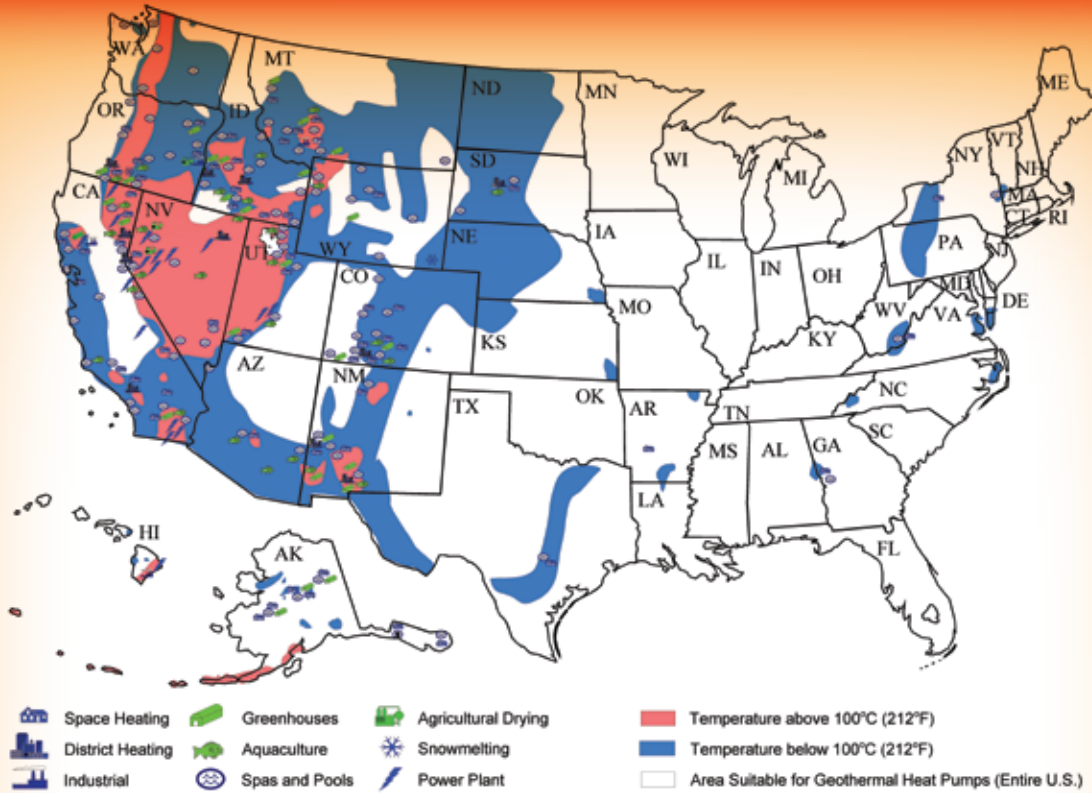 WA
MT
ND
MN
ME
OR
ID
SD
WI
MI
NY
VT
NH
MA
CT
RI
CA
NV
UT
WY
NE
IA
PA
NJ
CO
IL
IN
OH
MD
DE
WV
VA
MO
KS
KY
AZ
NM
TX
OK
AR
TN
NC
SC
MS
AL
GA
LA
FL
HI
AK
Space Heating
Greenhouses
Agricultural Drying
Temperature above 100°C (212°F)
District Heating
Aquaculture
Snowmelting
Temperature below 100°C (212°F)
Industrial
Spas and Pools
Power Plant
Area Suitable for Geothermal Heat Pumps (Entire U.S.)